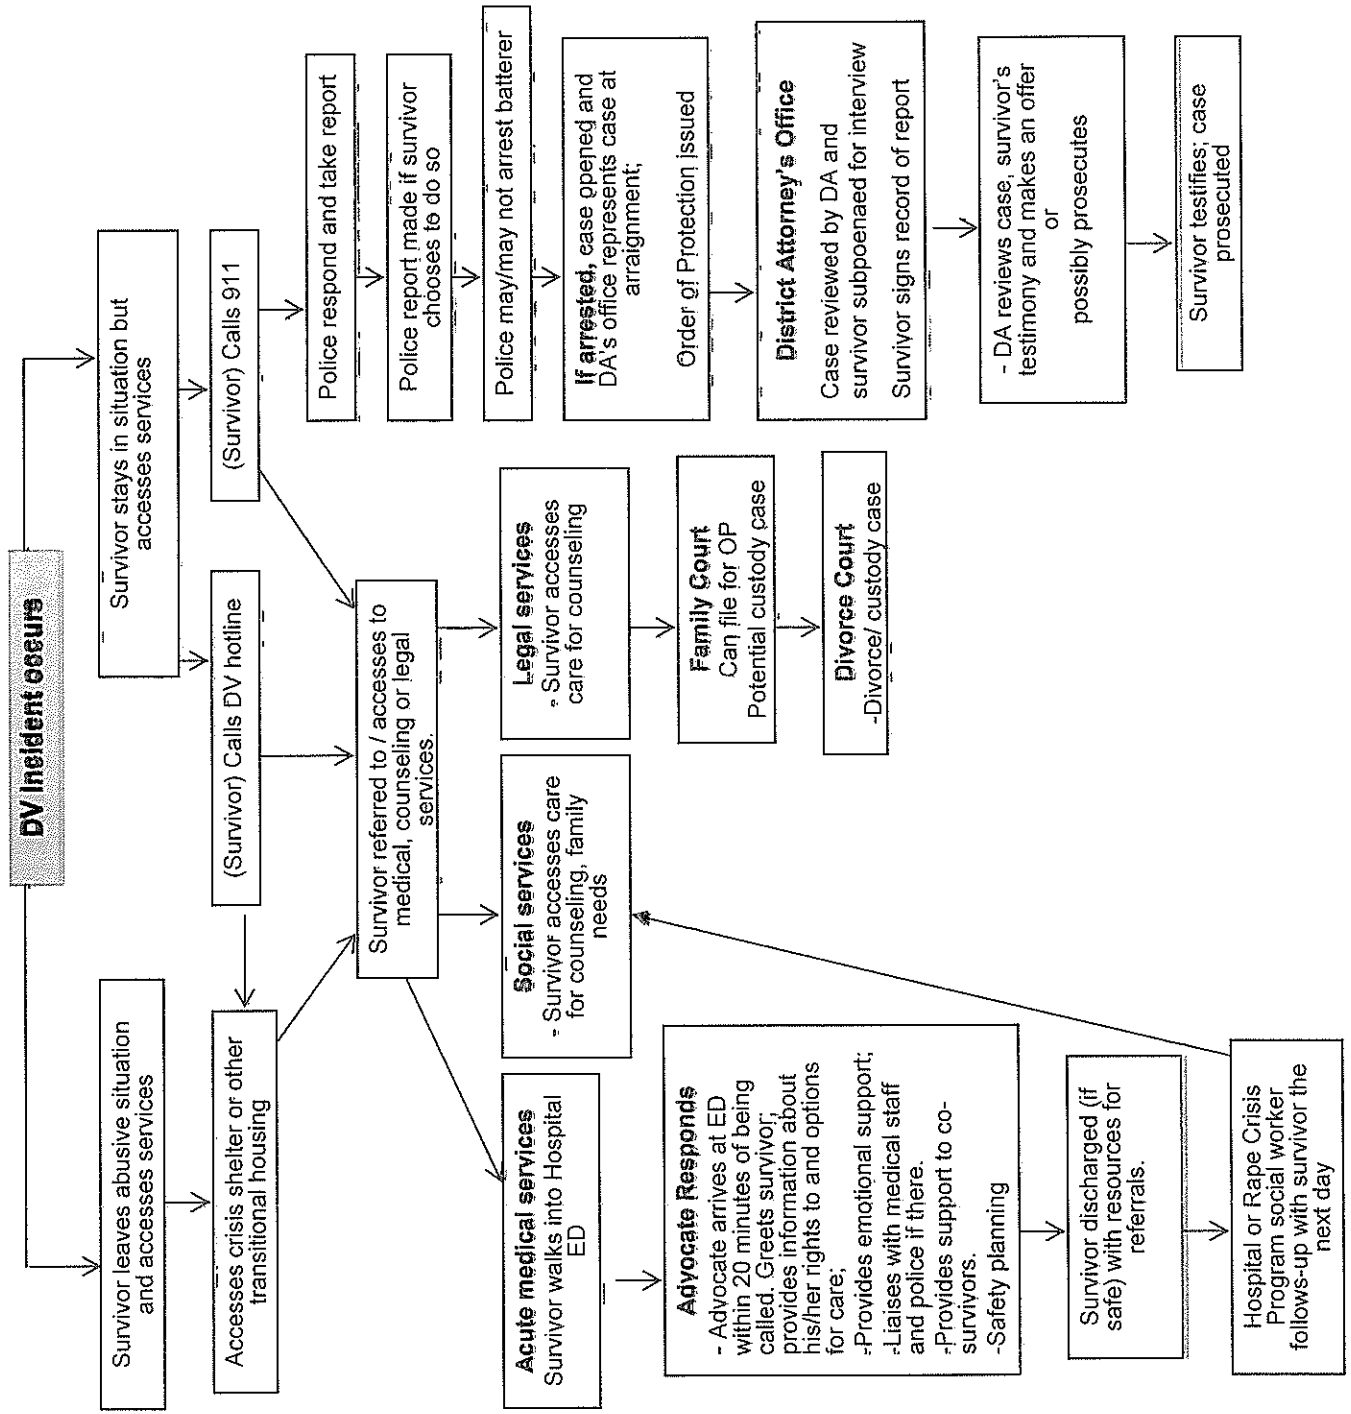 DV Incident occurs
Survivor leaves abusive situation
and accesses services
Survivor stays in situation but
accesses services
Accesses crisis shelter or other
transitional housing
(Survivor) Calls DV hotline
(Survivor) Calls 911
Survivor referred to / accesses to
medical, counseling or legal
services.
Police respond and take report
Police report made if survivor
chooses to do so
Police may/may not arrest batterer
If arrested, case opened and
DA's office represents case at
arraignment;
Order of Protection issued
District Attorney's Office
Case reviewed by DA and
survivor subpoenaed for interview
Survivor signs record of report
- DA reviews case, survivor's
testimony and makes an offer
or
possibly prosecutes
Survivor testifies; case
prosecuted
Acute medical services
Survivor walks into Hospital
ED
Social services
- Survivor accesses care
for counseling, family
needs
Legal services
- Survivor accesses
care for counseling
Family Court
Can file for OP
Potential custody case
Divorce Court
-Divorce/ custody case
Advocate Responds
- Advocate arrives at ED
within 20 minutes of being
called. Greets survivor;
provides information about
his/her rights to and options
for care;
-Provides emotional support;
-Liaises with medical staff
and police if there.
-Provides support to co-
survivors.
-Safety planning
Survivor discharged (if
safe) with resources for
referrals.
Hospital or Rape Crisis
Program social worker
follows-up with survivor the
next day